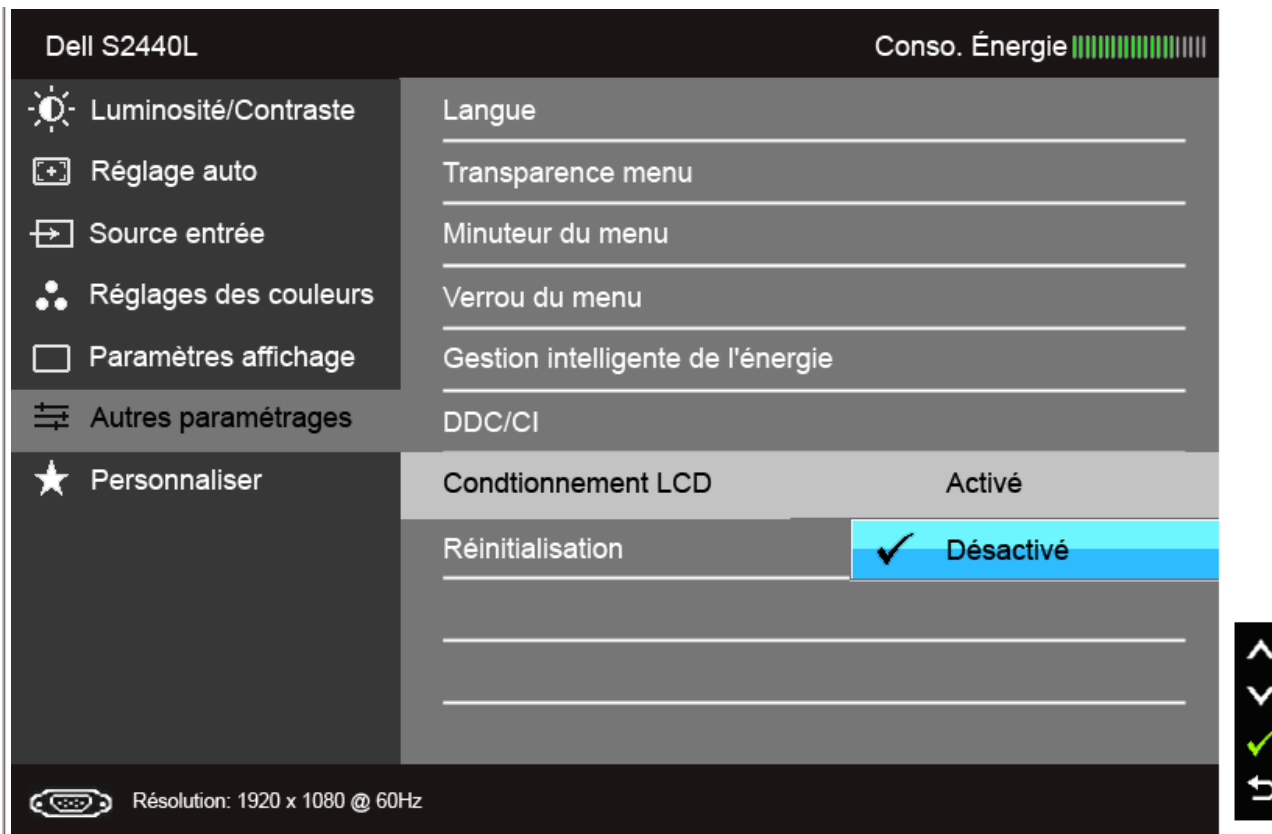 Dell S2440L
Conso. Énergie
Luminosité/Contraste
Réglage auto
Source entrée
Réglages des couleurs
Paramètres affichage
Autres paramétrages
Personnaliser
Langue
Transparence menu
Minuteur du menu
Verrou du menu
Gestion intelligente de l'énergie
DDC/CI
Condtionnement LCD
Activé
Réinitialisation
Désactivé
Résolution: 1920 x 1080 @ 60Hz